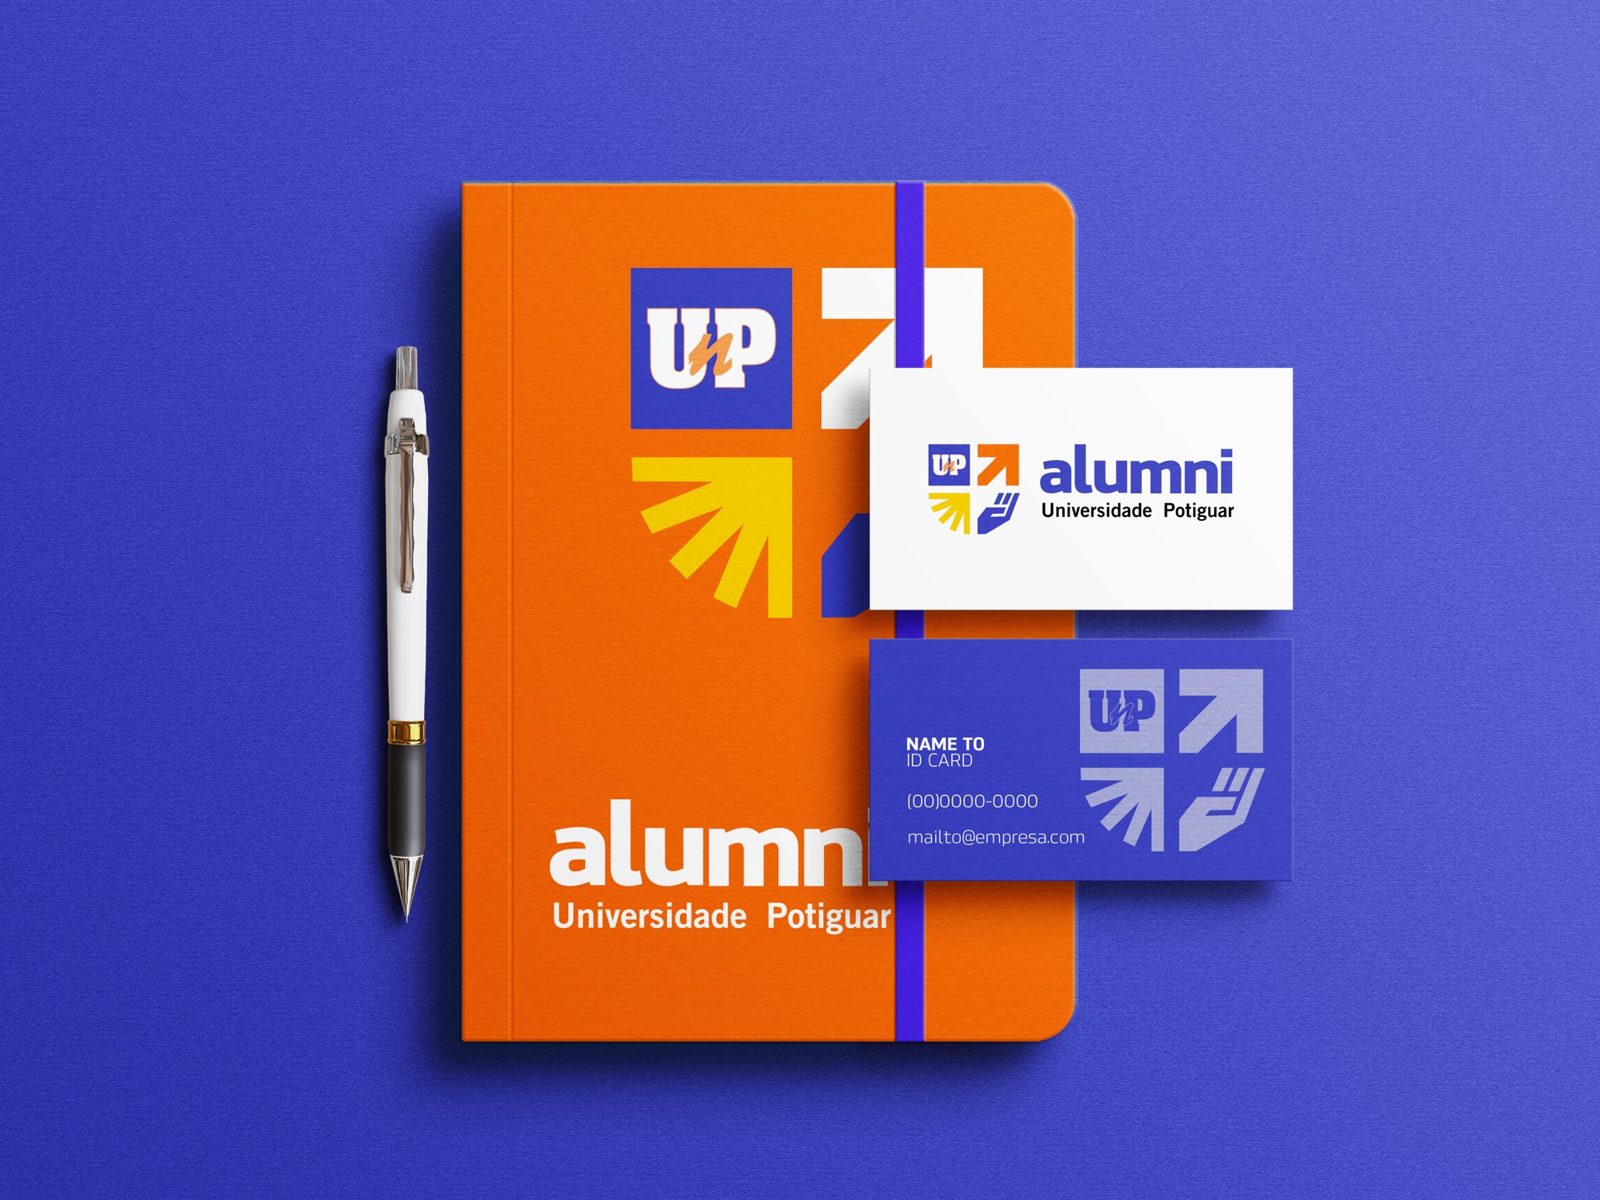 UnP
alumni
Universidade Potiguar
UnP
alumni
Universidade Potiguar
UnP
NAME TO
ID CARD
(00)0000-0000
mailto@empresa.com